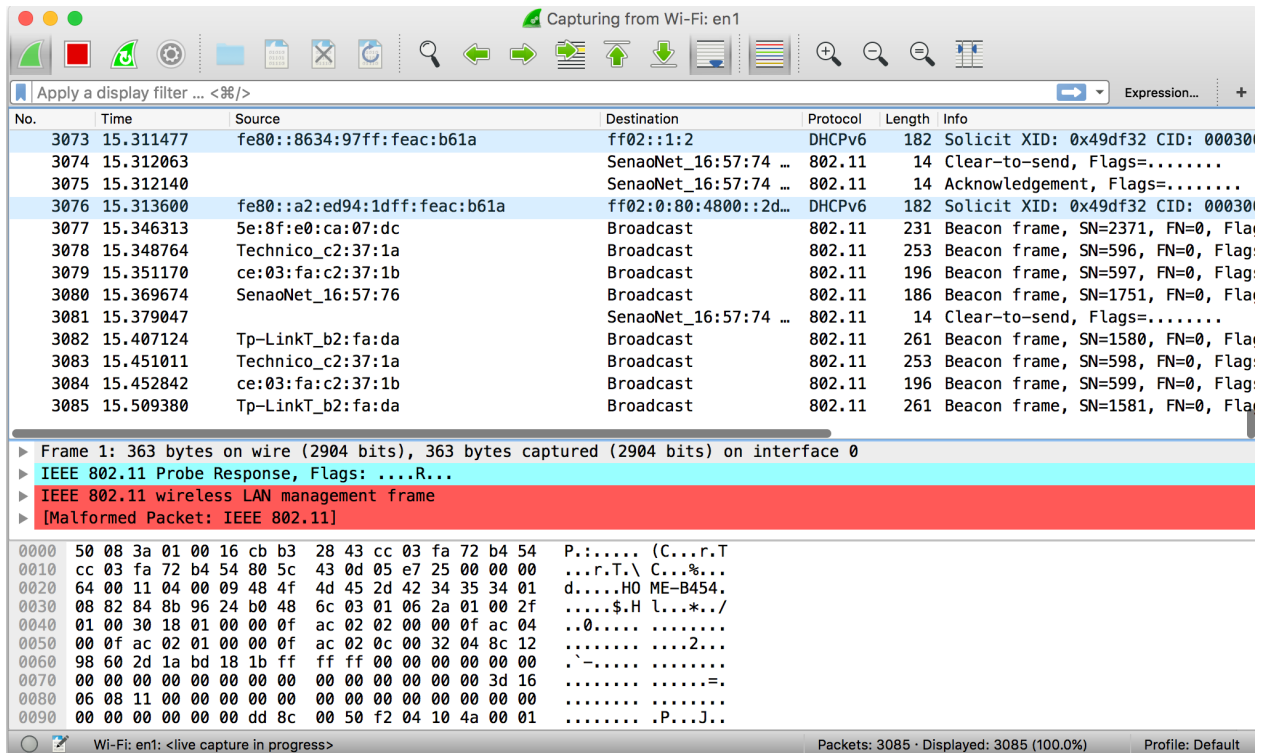 Capturing from Wi-Fi: en1
Apply a display filter ... <⌘/>
Expression... +
No. Time Source Destination Protocol Length Info
3073 15.311477 fe80::8634:97ff:feac:b61a ff02::1:2 DHCPv6 182 Solicit XID: 0x49df32 CID: 00030
3074 15.312063 SenaoNet_16:57:74 … 802.11 14 Clear-to-send, Flags=........
3075 15.312140 SenaoNet_16:57:74 … 802.11 14 Acknowledgement, Flags=........
3076 15.313600 fe80::a2:ed94:1dff:feac:b61a ff02:0:80:4800::2d… DHCPv6 182 Solicit XID: 0x49df32 CID: 00030
3077 15.346313 5e:8f:e0:ca:07:dc Broadcast 802.11 231 Beacon frame, SN=2371, FN=0, Flag
3078 15.348764 Technico_c2:37:1a Broadcast 802.11 253 Beacon frame, SN=596, FN=0, Flag
3079 15.351170 ce:03:fa:c2:37:1b Broadcast 802.11 196 Beacon frame, SN=597, FN=0, Flag
3080 15.369674 SenaoNet_16:57:76 Broadcast 802.11 186 Beacon frame, SN=1751, FN=0, Flag
3081 15.379047 SenaoNet_16:57:74 … 802.11 14 Clear-to-send, Flags=........
3082 15.407124 Tp-LinkT_b2:fa:da Broadcast 802.11 261 Beacon frame, SN=1580, FN=0, Flag
3083 15.451011 Technico_c2:37:1a Broadcast 802.11 253 Beacon frame, SN=598, FN=0, Flag
3084 15.452842 ce:03:fa:c2:37:1b Broadcast 802.11 196 Beacon frame, SN=599, FN=0, Flag
3085 15.509380 Tp-LinkT_b2:fa:da Broadcast 802.11 261 Beacon frame, SN=1581, FN=0, Flag
Frame 1: 363 bytes on wire (2904 bits), 363 bytes captured (2904 bits) on interface 0
IEEE 802.11 Probe Response, Flags: ....R...
IEEE 802.11 wireless LAN management frame
[Malformed Packet: IEEE 802.11]
0000 50 08 3a 01 00 16 cb b3 28 43 cc 03 fa 72 b4 54 P.:..... (C...r.T
0010 cc 03 fa 72 b4 54 80 5c 43 0d 05 e7 25 00 00 00 ...r.T.\ C...%...
0020 64 00 11 04 00 09 48 4f 4d 45 2d 42 34 35 34 01 d.....HO ME-B454.
0030 08 82 84 8b 96 24 b0 48 6c 03 01 06 2a 01 00 2f .....$.H l...*../
0040 01 00 30 18 01 00 00 0f ac 02 02 00 00 0f ac 04 ..0..... ........
0050 00 0f ac 02 01 00 00 0f ac 02 0c 00 32 04 8c 12 ........ ....2...
0060 98 60 2d 1a bd 18 1b ff ff ff 00 00 00 00 00 00 .`-..... ........
0070 00 00 00 00 00 00 00 00 00 00 00 00 00 00 3d 16 ........ ......=.
0080 06 08 11 00 00 00 00 00 00 00 00 00 00 00 00 00 ........ ........
0090 00 00 00 00 00 00 dd 8c 00 50 f2 04 10 4a 00 01 ........ .P...J..
Wi-Fi: en1: <live capture in progress> Packets: 3085 · Displayed: 3085 (100.0%) Profile: Default